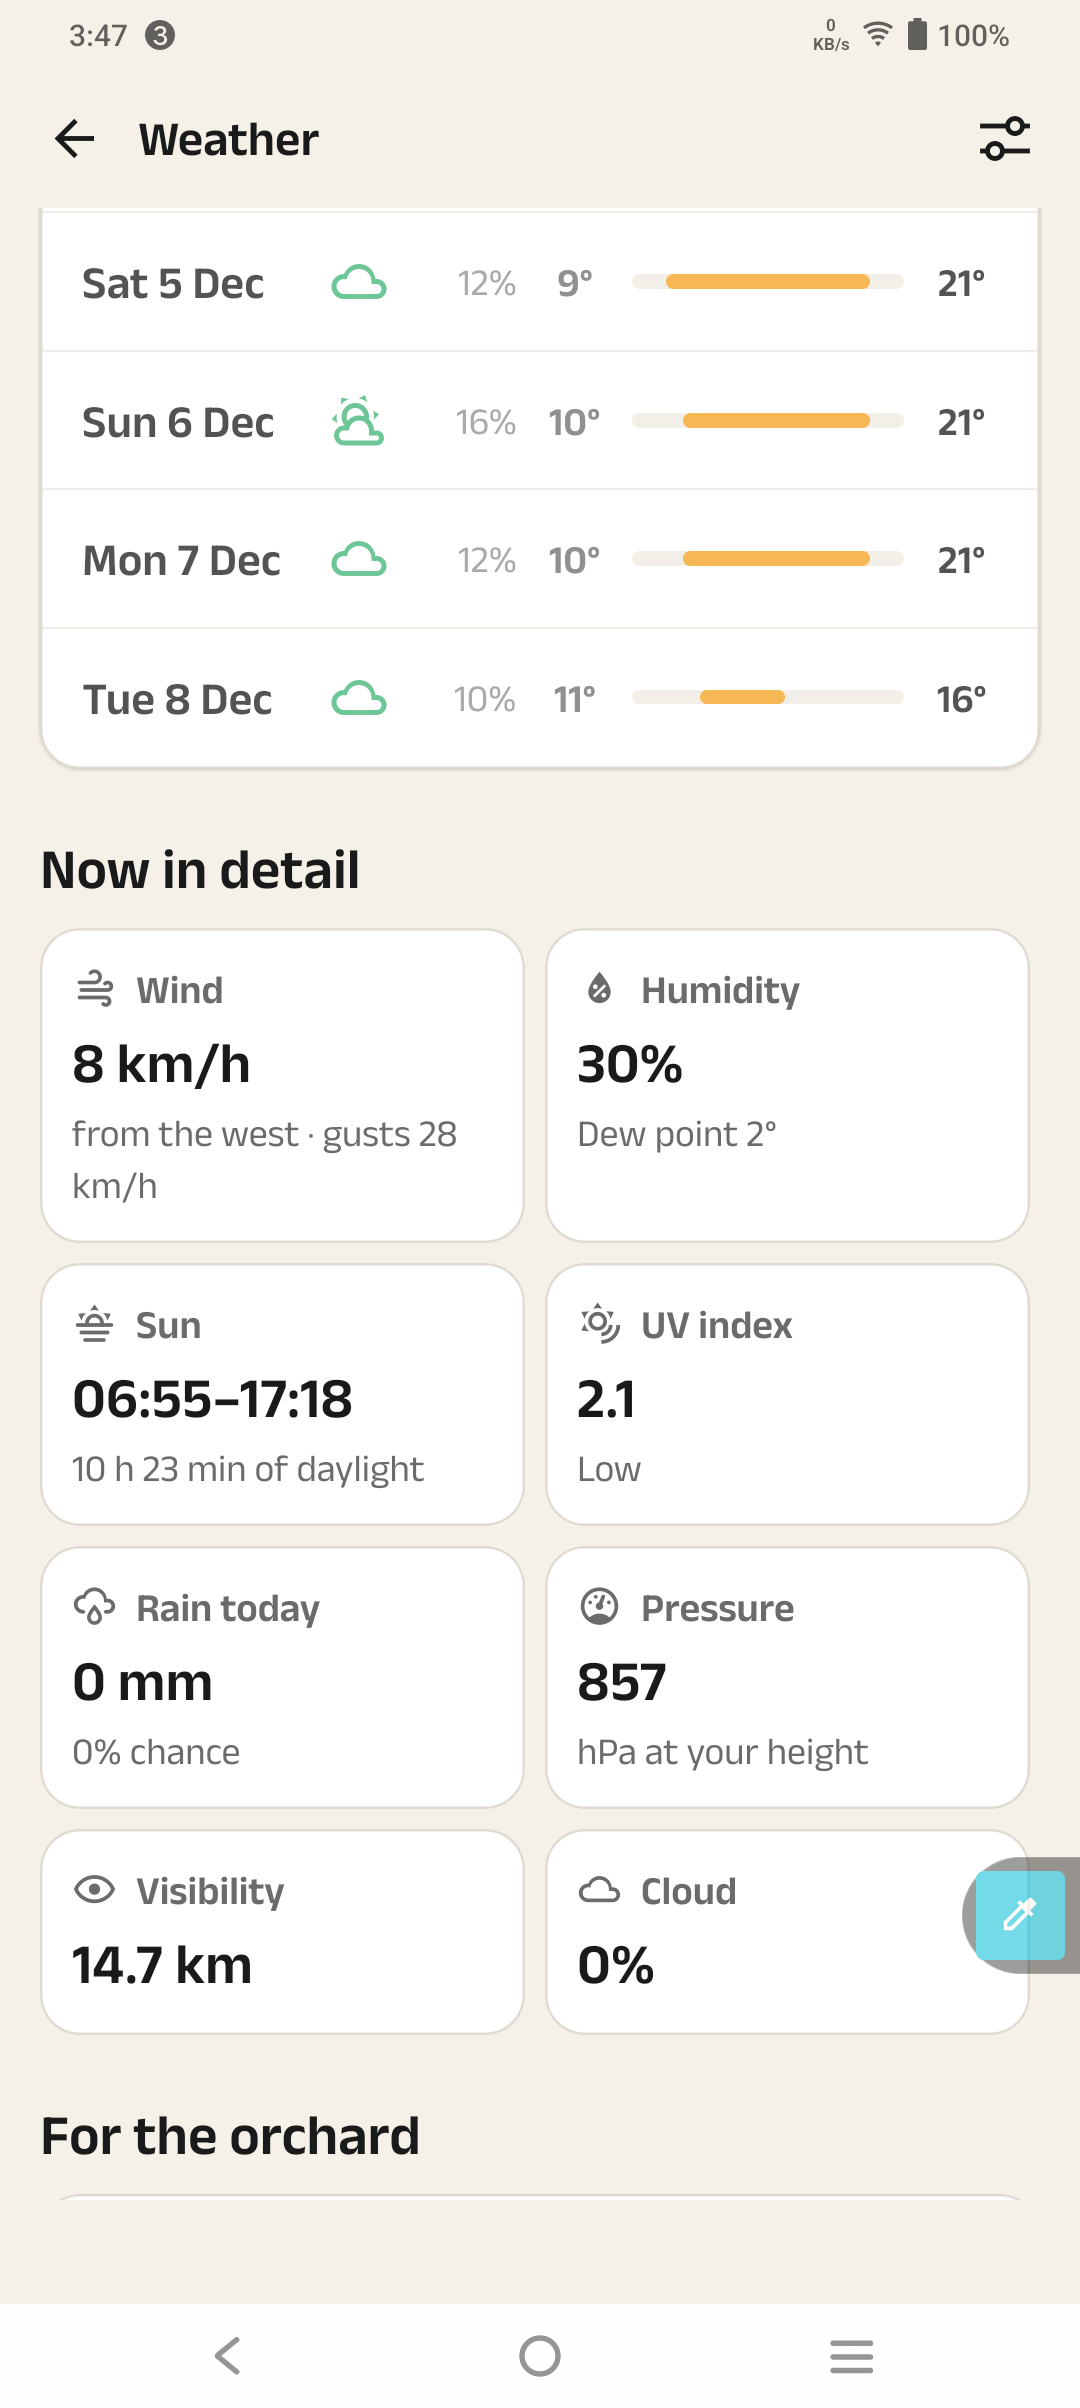 3:47 3 0 KB/s 100%
Weather
Sat 5 Dec 12% 9° 21°
Sun 6 Dec 16% 10° 21°
Mon 7 Dec 12% 10° 21°
Tue 8 Dec 10% 11° 16°
Now in detail
Wind
8 km/h
from the west · gusts 28
km/h
Humidity
30%
Dew point 2°
Sun
06:55–17:18
10 h 23 min of daylight
UV index
2.1
Low
Rain today
0 mm
0% chance
Pressure
857
hPa at your height
Visibility
14.7 km
Cloud
0%
For the orchard